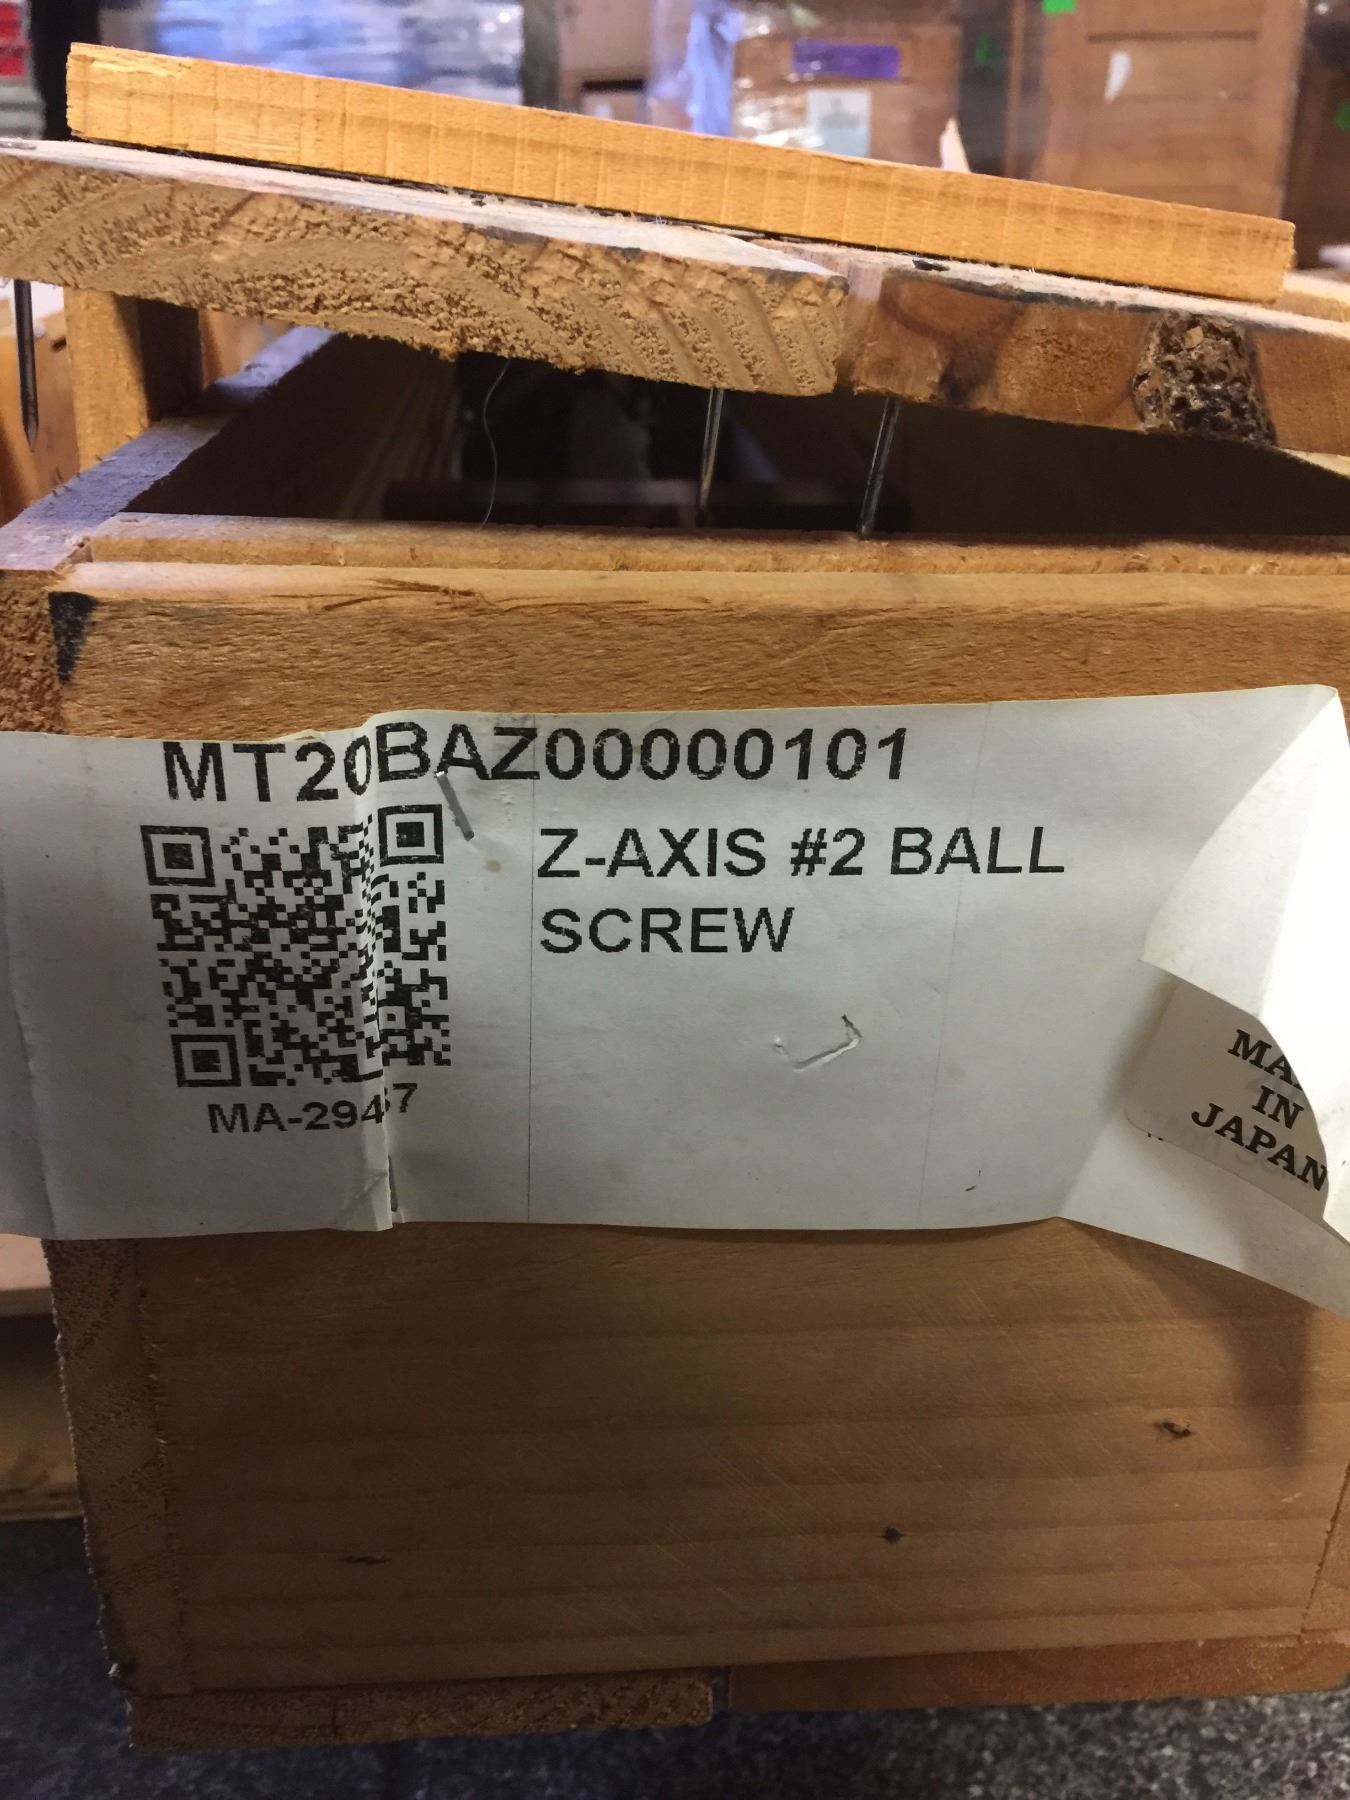 MT20BAZ00000101
Z-AXIS #2 BALL
SCREW
IN
JAPAN